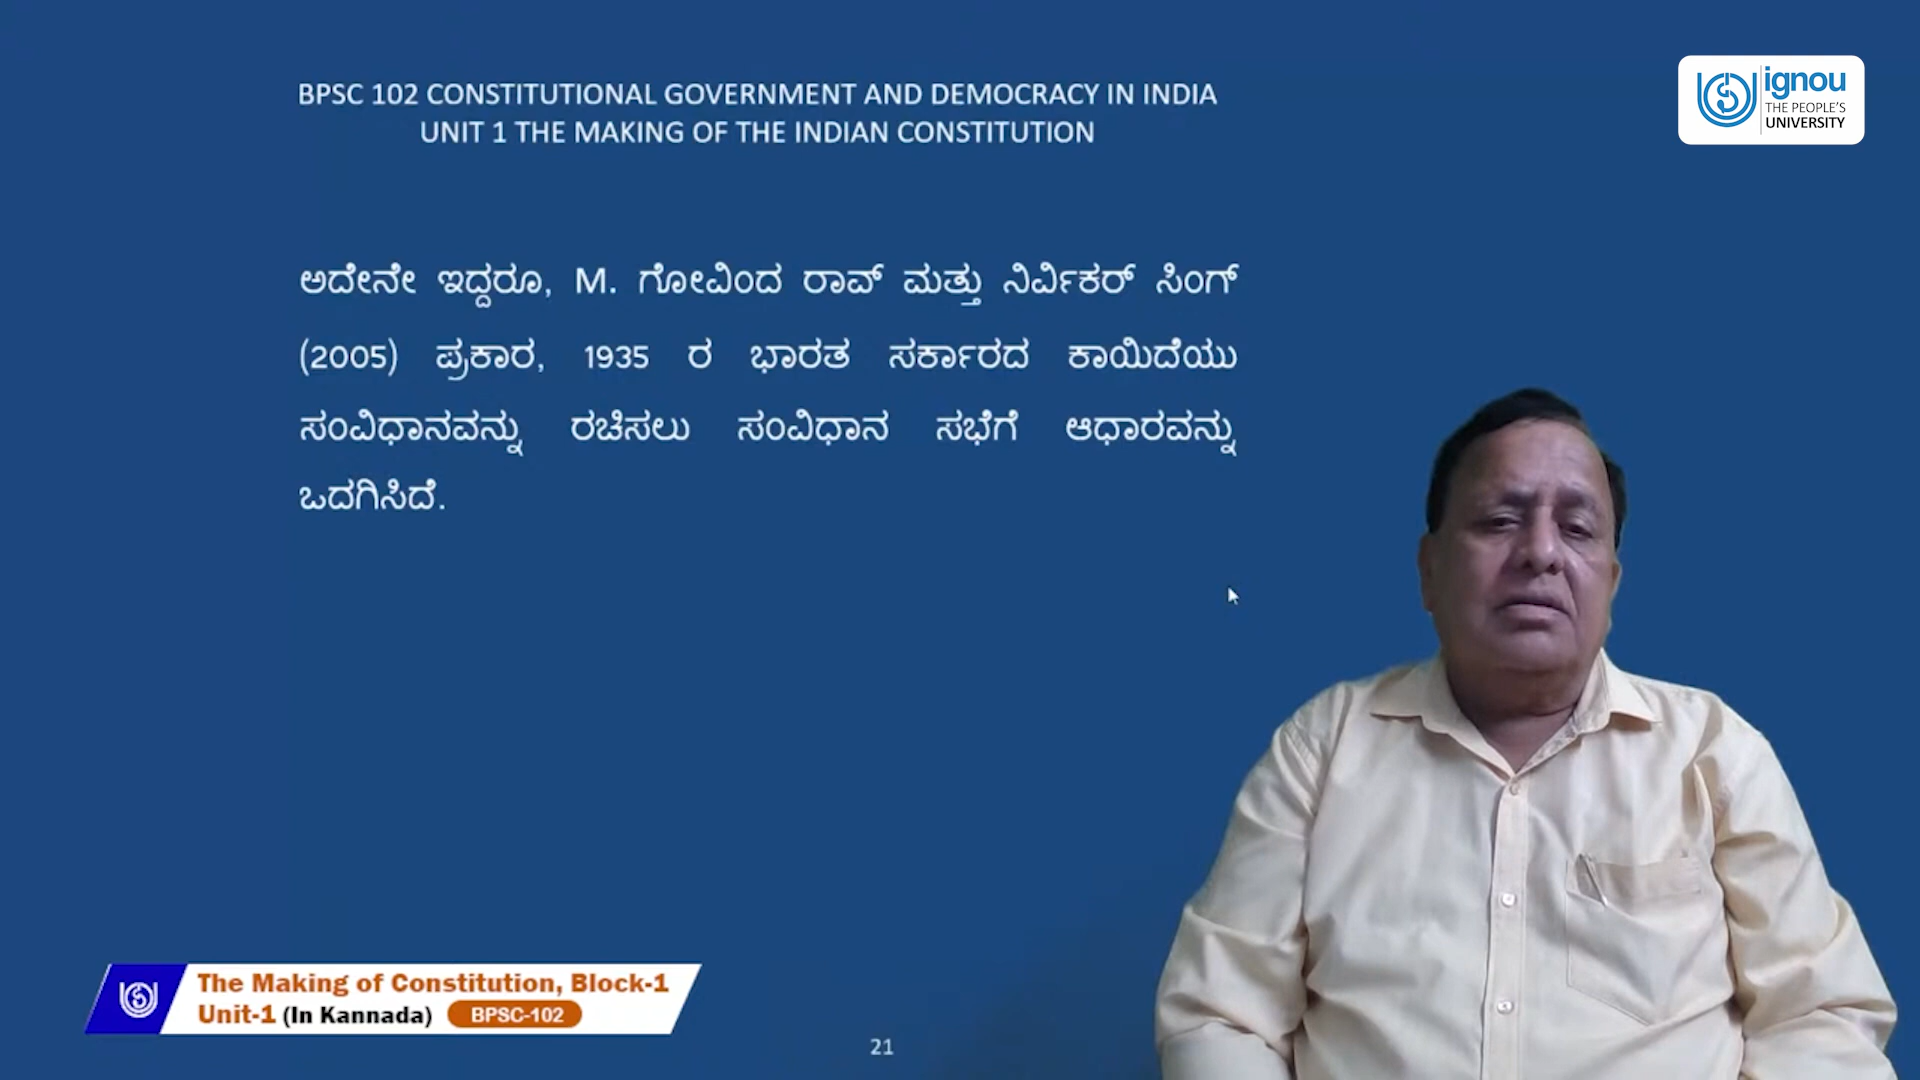 BPSC 102 CONSTITUTIONAL GOVERNMENT AND DEMOCRACY IN INDIA
UNIT 1 THE MAKING OF THE INDIAN CONSTITUTION
ignou
THE PEOPLE'S
UNIVERSITY
ಅದೇನೇ ಇದ್ದರೂ, M. ಗೋವಿಂದ ರಾವ್ ಮತ್ತು ನಿರ್ವಿಕರ್ ಸಿಂಗ್
(2005) ಪ್ರಕಾರ, 1935 ರ ಭಾರತ ಸರ್ಕಾರದ ಕಾಯಿದೆಯು
ಸಂವಿಧಾನವನ್ನು ರಚಿಸಲು ಸಂವಿಧಾನ ಸಭೆಗೆ ಆಧಾರವನ್ನು
ಒದಗಿಸಿದೆ.
The Making of Constitution, Block-1
Unit-1 (In Kannada) BPSC-102
21